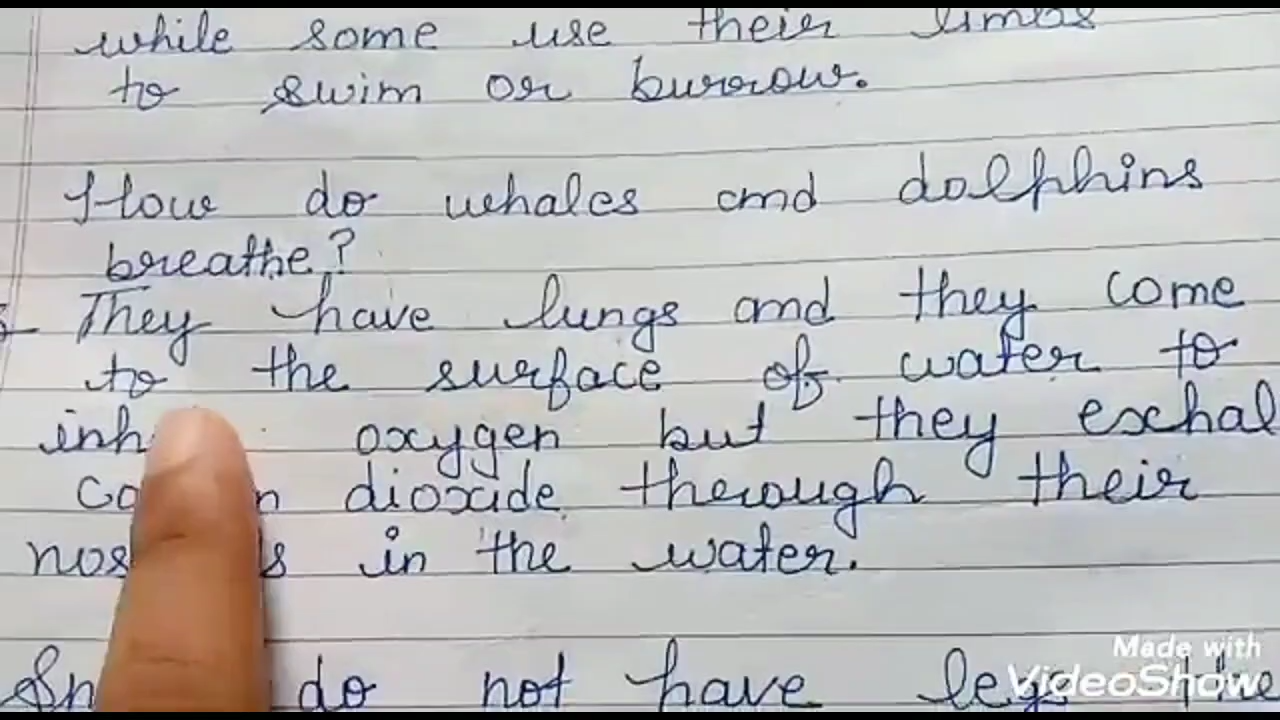 while some use their limbs
to swim or burrow.
How do whales and dolphins
breathe?
They have lungs and they come
to the surface of water to
oxygen but they exhal
dioxide through their
in the water.
do not have legs the
Made with
VideoShow